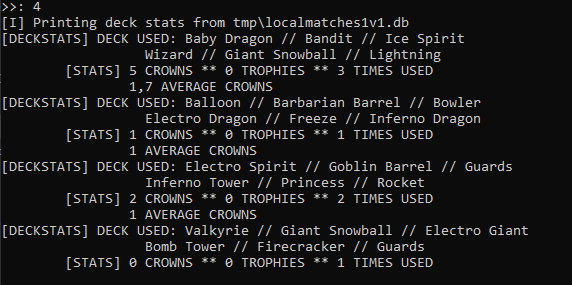 >>: 4
[I] Printing deck stats from tmp\localmatches1v1.db
[DECKSTATS] DECK USED: Baby Dragon // Bandit // Ice Spirit
Wizard // Giant Snowball // Lightning
[STATS] 5 CROWNS ** 0 TROPHIES ** 3 TIMES USED
1,7 AVERAGE CROWNS
[DECKSTATS] DECK USED: Balloon // Barbarian Barrel // Bowler
Electro Dragon // Freeze // Inferno Dragon
[STATS] 1 CROWNS ** 0 TROPHIES ** 1 TIMES USED
1 AVERAGE CROWNS
[DECKSTATS] DECK USED: Electro Spirit // Goblin Barrel // Guards
Inferno Tower // Princess // Rocket
[STATS] 2 CROWNS ** 0 TROPHIES ** 2 TIMES USED
1 AVERAGE CROWNS
[DECKSTATS] DECK USED: Valkyrie // Giant Snowball // Electro Giant
Bomb Tower // Firecracker // Guards
[STATS] 0 CROWNS ** 0 TROPHIES ** 1 TIMES USED